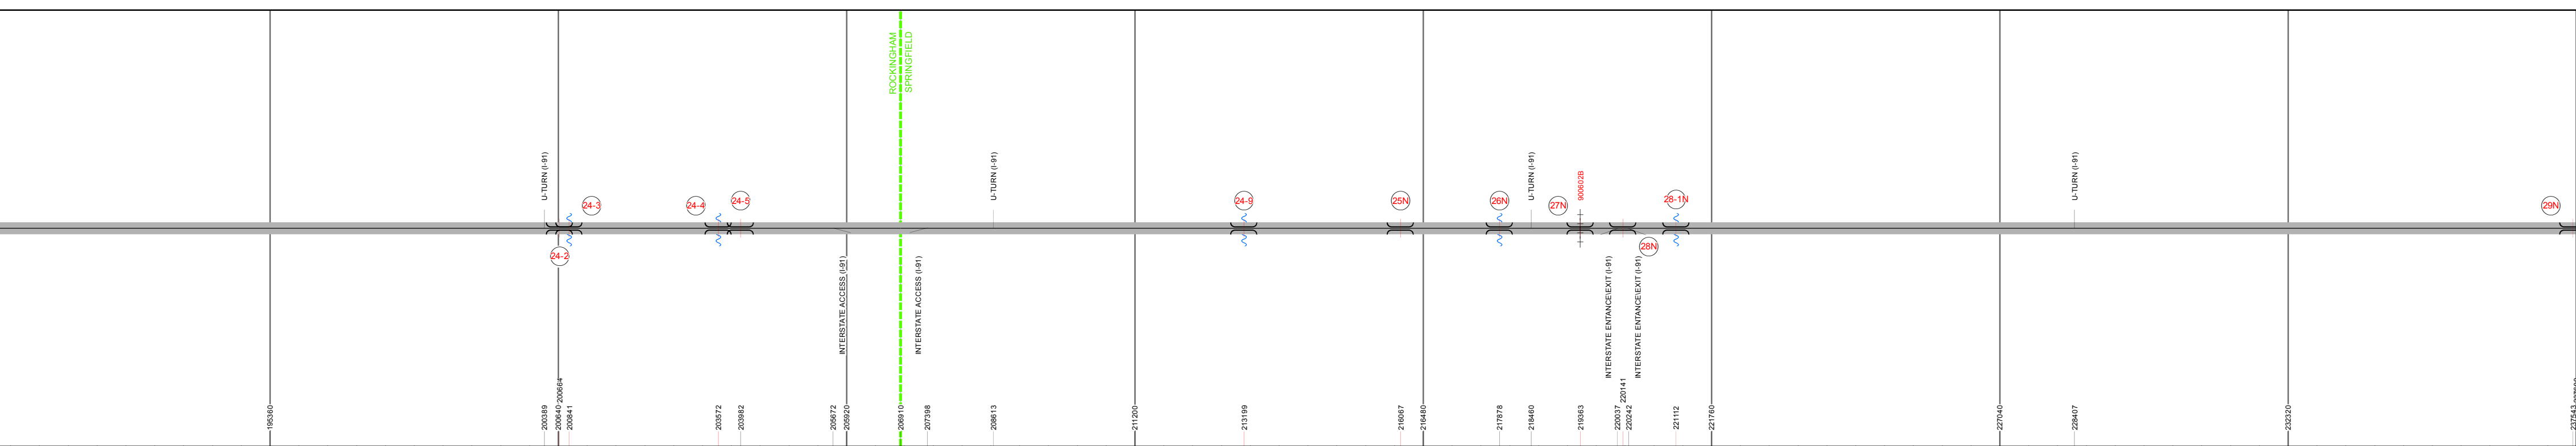 ROCKINGHAM
SPRINGFIELD
U-TURN (I-91)
U-TURN (I-91)
U-TURN (I-91)
900602B
U-TURN (I-91)
24-3
24-4
24-5
24-9
25N
26N
27N
28-1N
29N
24-2
28N
INTERSTATE ACCESS (I-91)
INTERSTATE ACCESS (I-91)
INTERSTATE ENTANCE\EXIT (I-91)
INTERSTATE ENTANCE\EXIT (I-91)
195360
200389
200640
200664
200841
203572
203982
205672
205920
206910
207398
208613
211200
213199
216067
216480
217878
218460
219363
220037
220141
220242
221112
221760
227040
228407
232320
237543